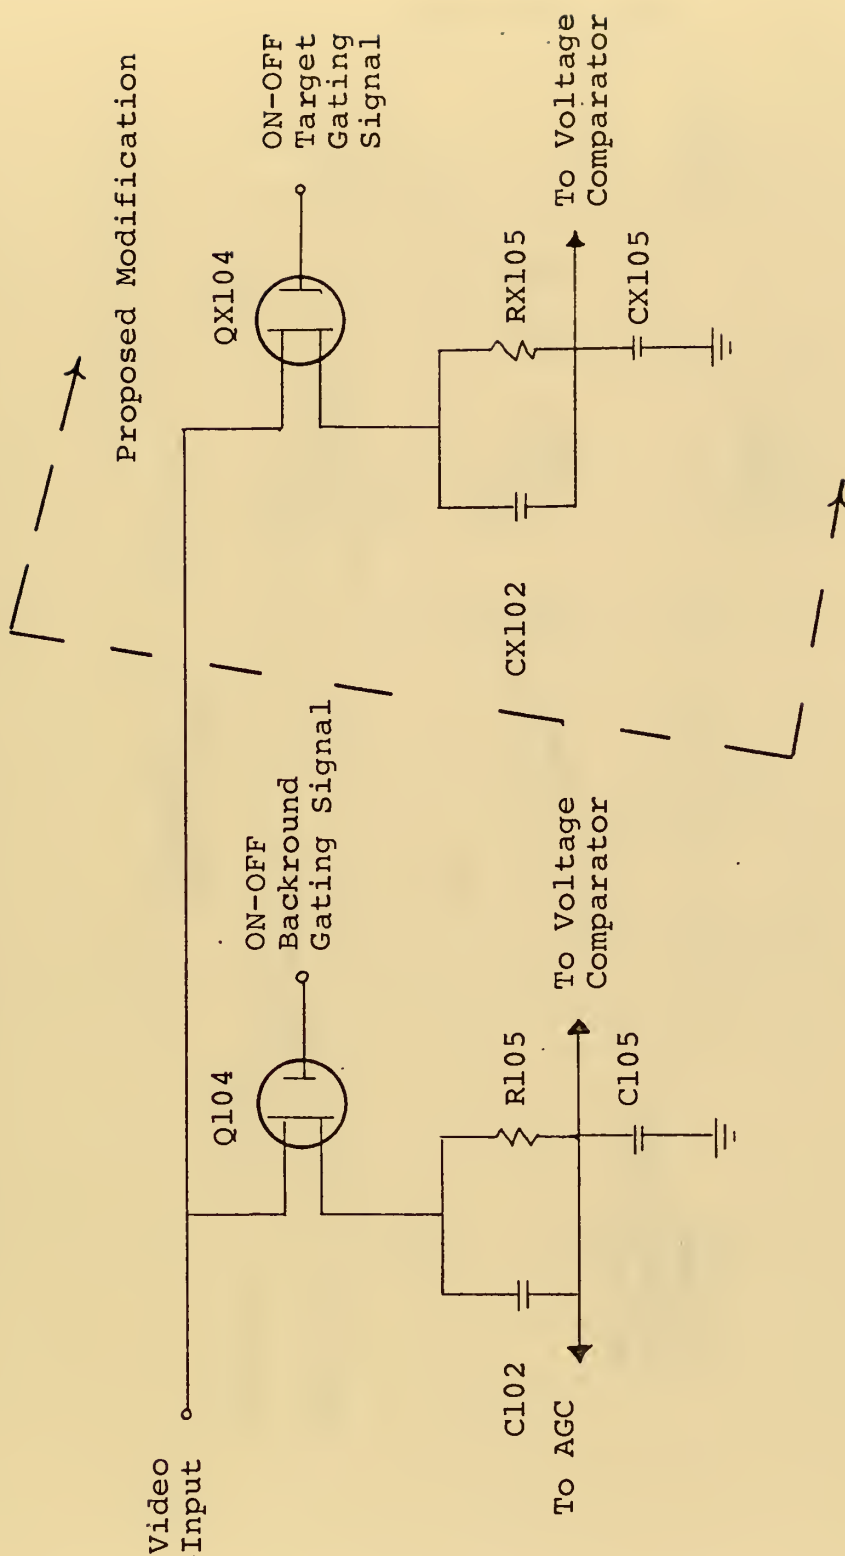 Proposed Modification
Video
Input
Q104
ON-OFF
Backround
Gating Signal
QX104
ON-OFF
Target
Gating
Signal
C102
R105
C105
To AGC
To Voltage
Comparator
CX102
RX105
CX105
To Voltage
Comparator